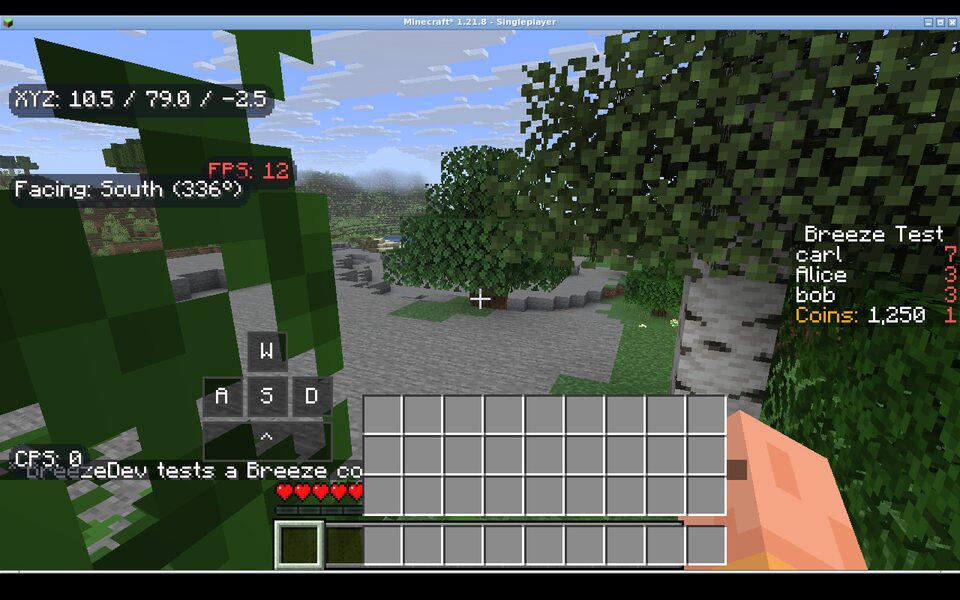 Minecraft* 1.21.8 - Singleplayer
XYZ: 10.5 / 79.0 / -2.5
FPS: 12
Facing: South (336°)
Breeze Test
carl 7
Alice 3
bob 3
Coins: 1,250 1
W
A S D
^
CPS: 0
BreezeDev tests a Breeze co